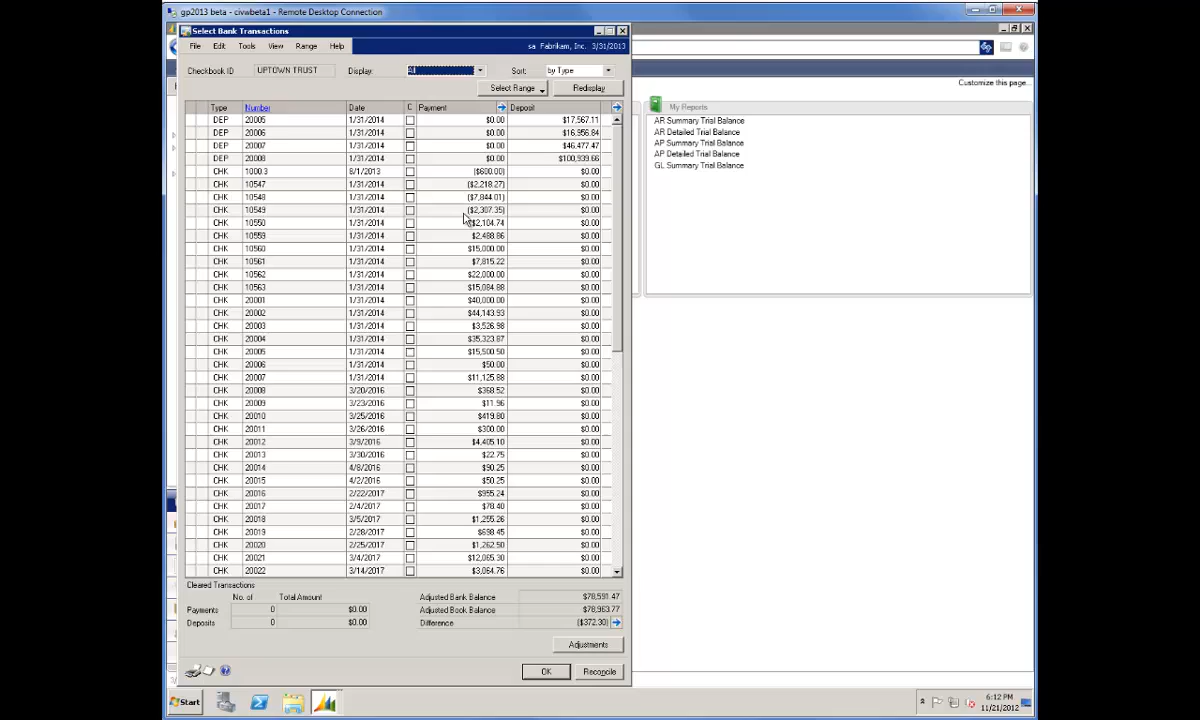 gp2013 beta - civwbeta1 - Remote Desktop Connection
Select Bank Transactions
File Edit Tools View Range Help sa Fabrikam, Inc. 3/31/2013
Checkbook ID UPTOWN TRUST Display: All Sort: by Type
Select Range Redisplay
Customize this page...
Type Number Date C Payment Deposit
DEP 20005 1/31/2014 $0.00 $17,567.11
DEP 20006 1/31/2014 $0.00 $16,956.84
DEP 20007 1/31/2014 $0.00 $46,477.47
DEP 20008 1/31/2014 $0.00 $100,939.66
CHK 1000.3 8/1/2013 ($600.00) $0.00
CHK 10547 1/31/2014 ($2,218.27) $0.00
CHK 10548 1/31/2014 ($7,844.01) $0.00
CHK 10549 1/31/2014 ($2,307.35) $0.00
CHK 10550 1/31/2014 $2,104.74 $0.00
CHK 10559 1/31/2014 $2,488.86 $0.00
CHK 10560 1/31/2014 $15,000.00 $0.00
CHK 10561 1/31/2014 $7,815.22 $0.00
CHK 10562 1/31/2014 $22,000.00 $0.00
CHK 10563 1/31/2014 $15,084.88 $0.00
CHK 20001 1/31/2014 $40,000.00 $0.00
CHK 20002 1/31/2014 $44,143.93 $0.00
CHK 20003 1/31/2014 $3,526.98 $0.00
CHK 20004 1/31/2014 $35,323.87 $0.00
CHK 20005 1/31/2014 $15,500.50 $0.00
CHK 20006 1/31/2014 $50.00 $0.00
CHK 20007 1/31/2014 $11,125.88 $0.00
CHK 20008 3/20/2016 $368.52 $0.00
CHK 20009 3/23/2016 $11.96 $0.00
CHK 20010 3/25/2016 $419.80 $0.00
CHK 20011 3/26/2016 $300.00 $0.00
CHK 20012 3/9/2016 $4,405.10 $0.00
CHK 20013 3/30/2016 $22.75 $0.00
CHK 20014 4/8/2016 $90.25 $0.00
CHK 20015 4/2/2016 $50.25 $0.00
CHK 20016 2/22/2017 $955.24 $0.00
CHK 20017 2/4/2017 $78.40 $0.00
CHK 20018 3/5/2017 $1,255.26 $0.00
CHK 20019 2/28/2017 $698.45 $0.00
CHK 20020 2/25/2017 $1,262.50 $0.00
CHK 20021 3/4/2017 $12,065.30 $0.00
CHK 20022 3/14/2017 $3,064.76 $0.00
My Reports
AR Summary Trial Balance
AR Detailed Trial Balance
AP Summary Trial Balance
AP Detailed Trial Balance
GL Summary Trial Balance
Cleared Transactions
No. of Total Amount
Payments 0 $0.00
Deposits 0 $0.00
Adjusted Bank Balance $78,591.47
Adjusted Book Balance $78,963.77
Difference ($372.30)
Adjustments
OK Reconcile
Start
6:12 PM
11/21/2012